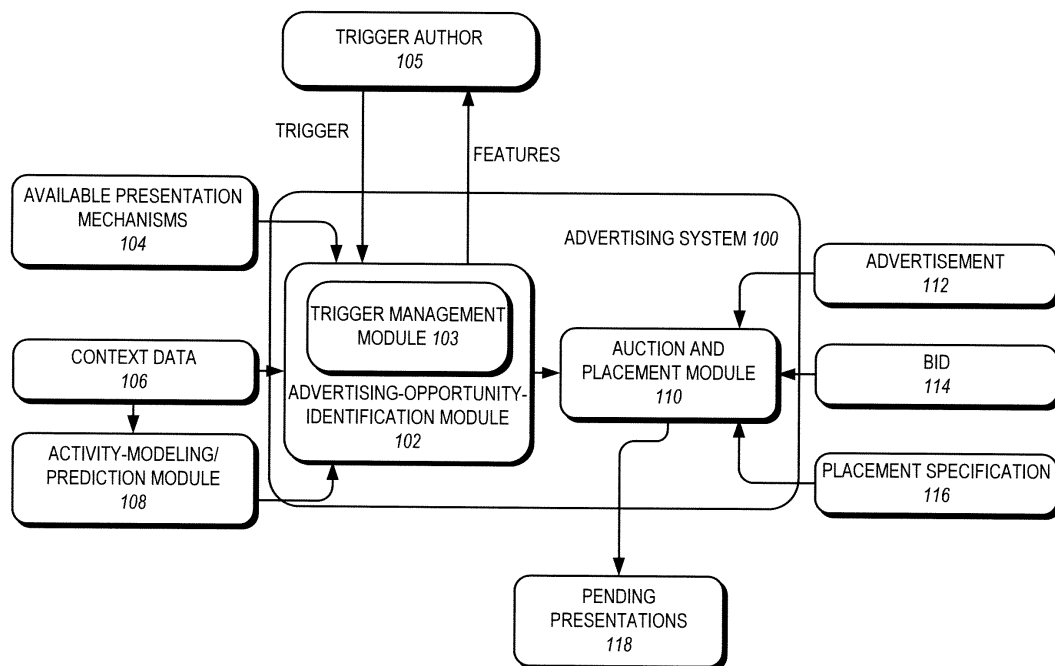 TRIGGER AUTHOR
105
TRIGGER
FEATURES
AVAILABLE PRESENTATION
MECHANISMS
104
ADVERTISING SYSTEM 100
ADVERTISEMENT
112
TRIGGER MANAGEMENT
MODULE 103
ADVERTISING-OPPORTUNITY-
IDENTIFICATION MODULE
102
CONTEXT DATA
106
AUCTION AND
PLACEMENT MODULE
110
BID
114
ACTIVITY-MODELING/
PREDICTION MODULE
108
PLACEMENT SPECIFICATION
116
PENDING
PRESENTATIONS
118